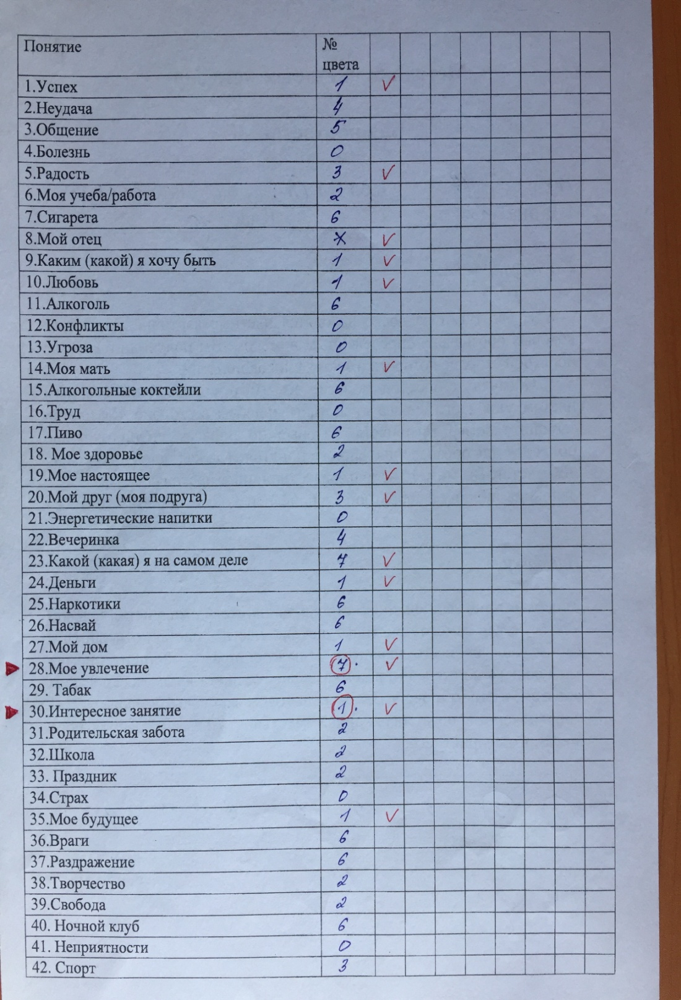 Понятие № цвета
1.Успех 1 ✓
2.Неудача 4
3.Общение 5
4.Болезнь 0
5.Радость 3 ✓
6.Моя учеба/работа 2
7.Сигарета 6
8.Мой отец X ✓
9.Каким (какой) я хочу быть 1 ✓
10.Любовь 1 ✓
11.Алкоголь 6
12.Конфликты 0
13.Угроза 0
14.Моя мать 1 ✓
15.Алкогольные коктейли 6
16.Труд 0
17.Пиво 6
18. Мое здоровье 2
19.Мое настоящее 1 ✓
20.Мой друг (моя подруга) 3 ✓
21.Энергетические напитки 0
22.Вечеринка 4
23.Какой (какая) я на самом деле 7 ✓
24.Деньги 1 ✓
25.Наркотики 6
26.Насвай 6
27.Мой дом 1 ✓
28.Мое увлечение 7 ✓
29. Табак 6
30.Интересное занятие 1 ✓
31.Родительская забота 2
32.Школа 2
33. Праздник 2
34.Страх 0
35.Мое будущее 1 ✓
36.Враги 6
37.Раздражение 6
38.Творчество 2
39.Свобода 2
40. Ночной клуб 6
41. Неприятности 0
42. Спорт 3